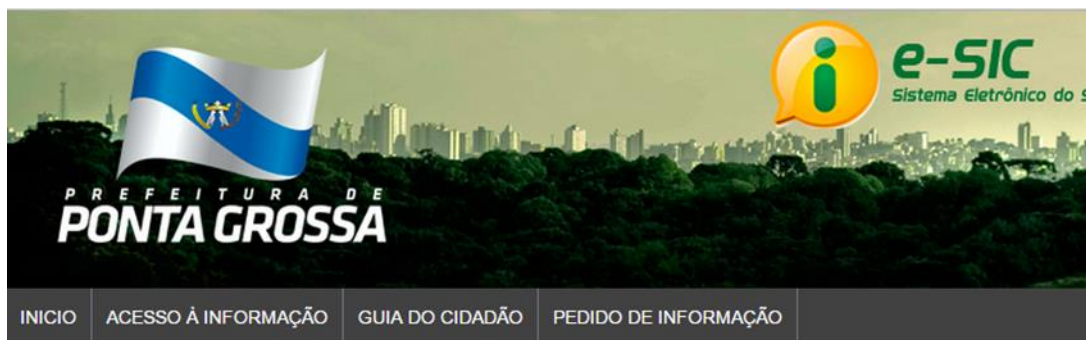 PREFEITURA DE
PONTA GROSSA
e-SIC
Sistema Eletrônico do
INICIO
ACESSO À INFORMAÇÃO
GUIA DO CIDADÃO
PEDIDO DE INFORMAÇÃO